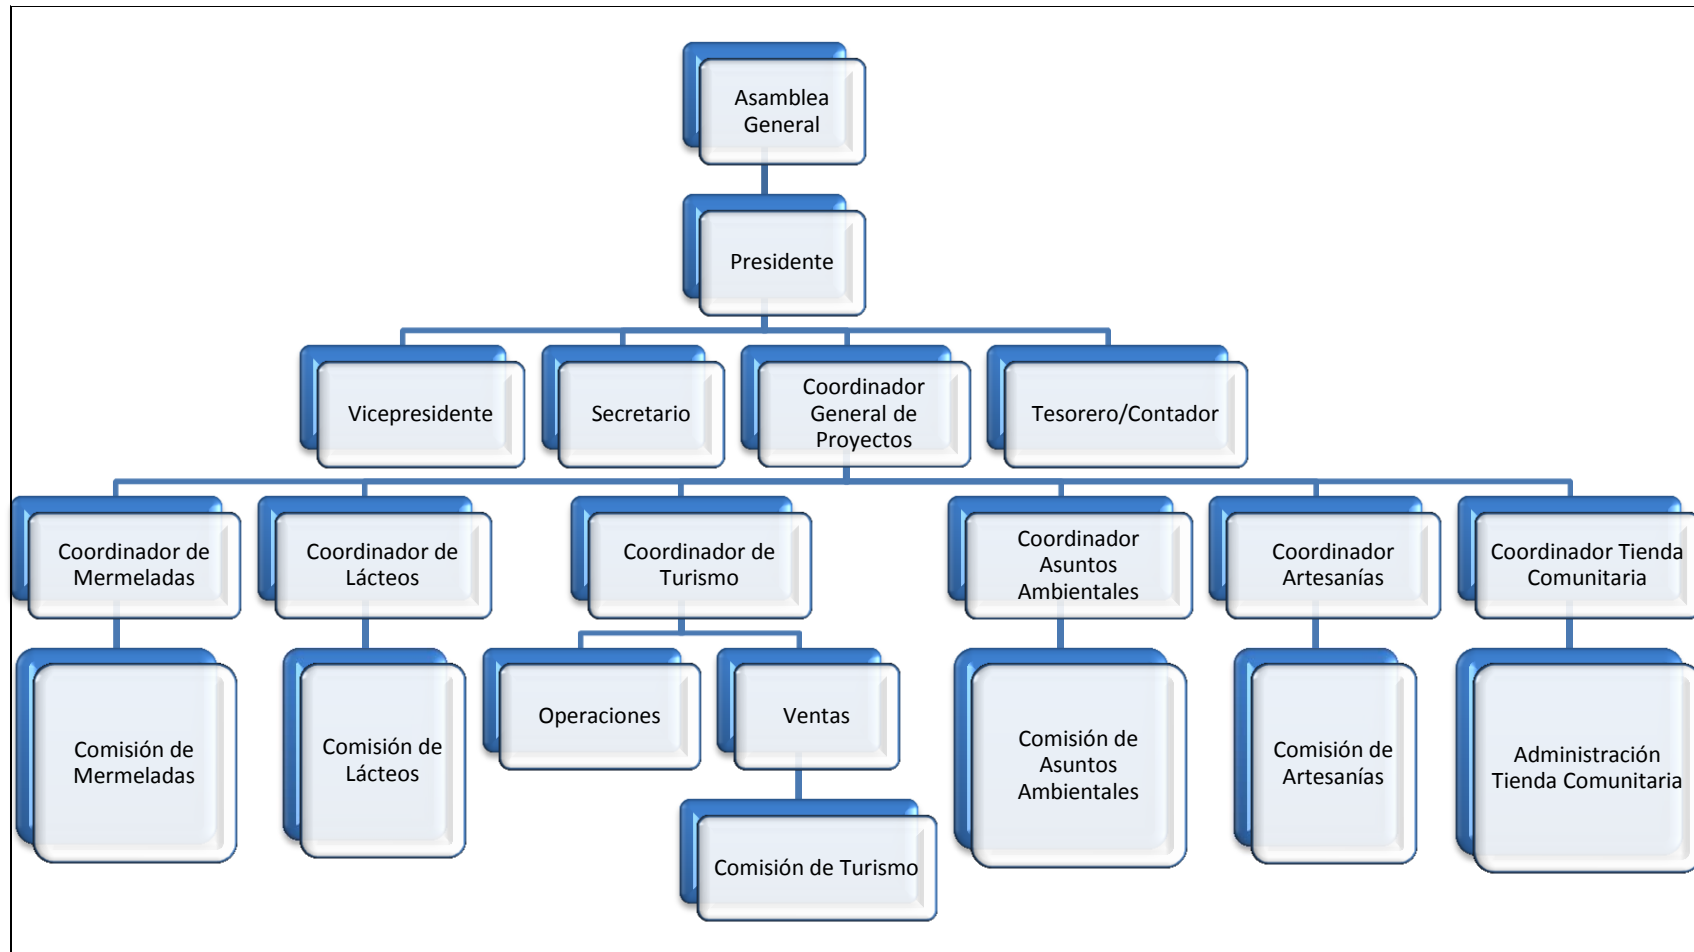 Asamblea
General
Presidente
Vicepresidente
Secretario
Coordinador
General de
Proyectos
Tesorero/Contador
Coordinador de
Mermeladas
Coordinador de
Lácteos
Coordinador de
Turismo
Coordinador
Asuntos
Ambientales
Coordinador
Artesanías
Coordinador Tienda
Comunitaria
Comisión de
Mermeladas
Comisión de
Lácteos
Operaciones
Ventas
Comisión de
Asuntos
Ambientales
Comisión de
Artesanías
Administración
Tienda Comunitaria
Comisión de Turismo